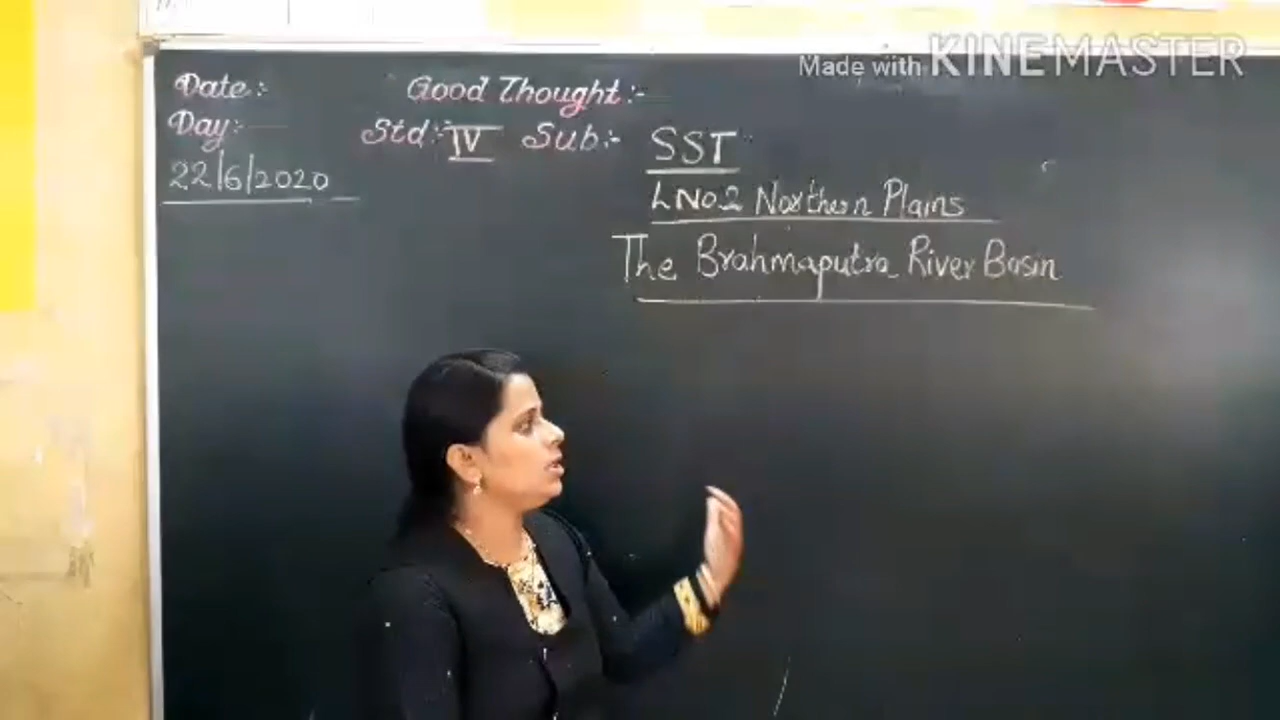 Made with KINEMASTER
Date:-
Good Thought:-
Day:-
Std:- IV Sub:- SST
22/6/2020
L No 2 Northern Plains
The Brahmaputra River Basin